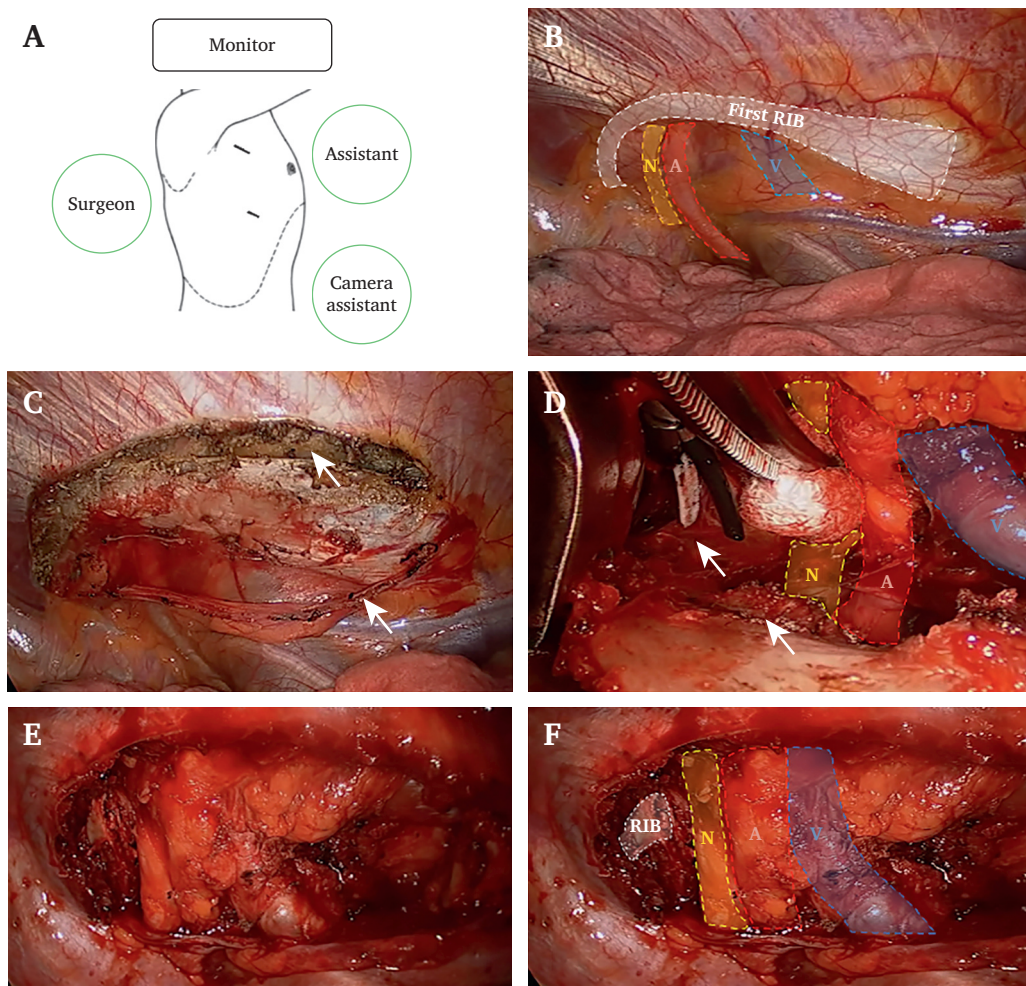 A
Monitor
Assistant
Surgeon
Camera
assistant
B
First RIB
N
A
V
C
D
N
A
V
E
F
RIB
N
A
V